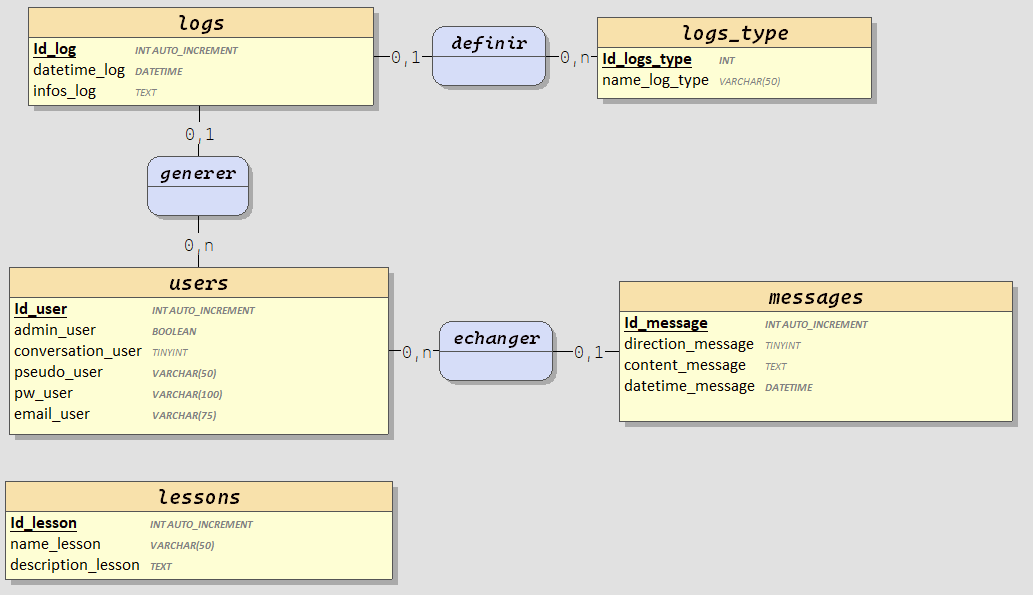 logs
Id_log INT AUTO_INCREMENT
datetime_log DATETIME
infos_log TEXT
0,1
definir
0,n
logs_type
Id_logs_type INT
name_log_type VARCHAR(50)
0,1
generer
0,n
users
Id_user INT AUTO_INCREMENT
admin_user BOOLEAN
conversation_user TINYINT
pseudo_user VARCHAR(50)
pw_user VARCHAR(100)
email_user VARCHAR(75)
0,n
echanger
0,1
messages
Id_message INT AUTO_INCREMENT
direction_message TINYINT
content_message TEXT
datetime_message DATETIME
lessons
Id_lesson INT AUTO_INCREMENT
name_lesson VARCHAR(50)
description_lesson TEXT